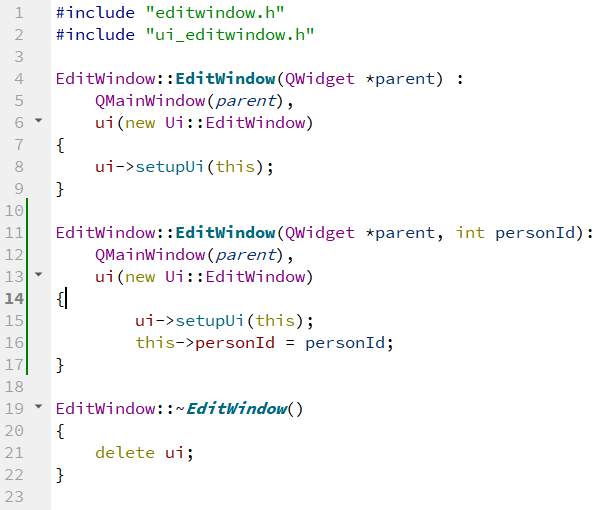 1 #include "editwindow.h"
2 #include "ui_editwindow.h"
3
4 EditWindow::EditWindow(QWidget *parent) :
5     QMainWindow(parent),
6     ui(new Ui::EditWindow)
7 {
8     ui->setupUi(this);
9 }
10
11 EditWindow::EditWindow(QWidget *parent, int personId):
12     QMainWindow(parent),
13     ui(new Ui::EditWindow)
14 {
15         ui->setupUi(this);
16         this->personId = personId;
17 }
18
19 EditWindow::~EditWindow()
20 {
21     delete ui;
22 }
23